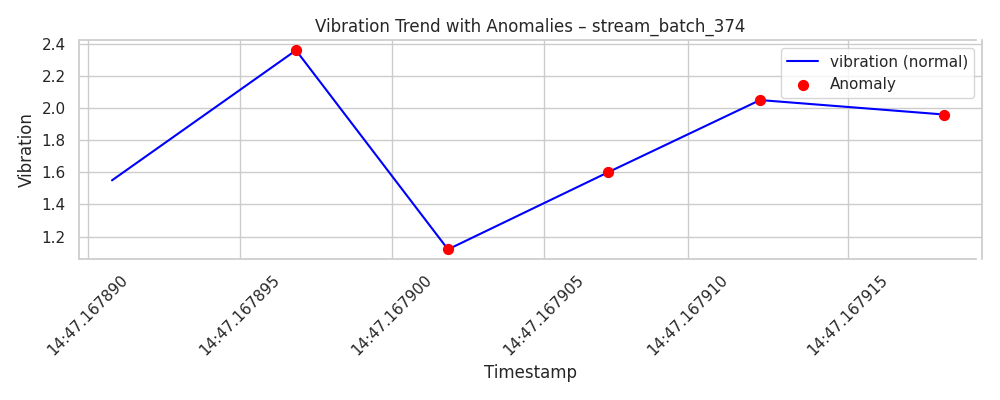 Vibration Trend with Anomalies – stream_batch_374
vibration (normal)
Anomaly
Vibration
2.4
2.2
2.0
1.8
1.6
1.4
1.2
14:47.167890
14:47.167895
14:47.167900
14:47.167905
14:47.167910
14:47.167915
Timestamp